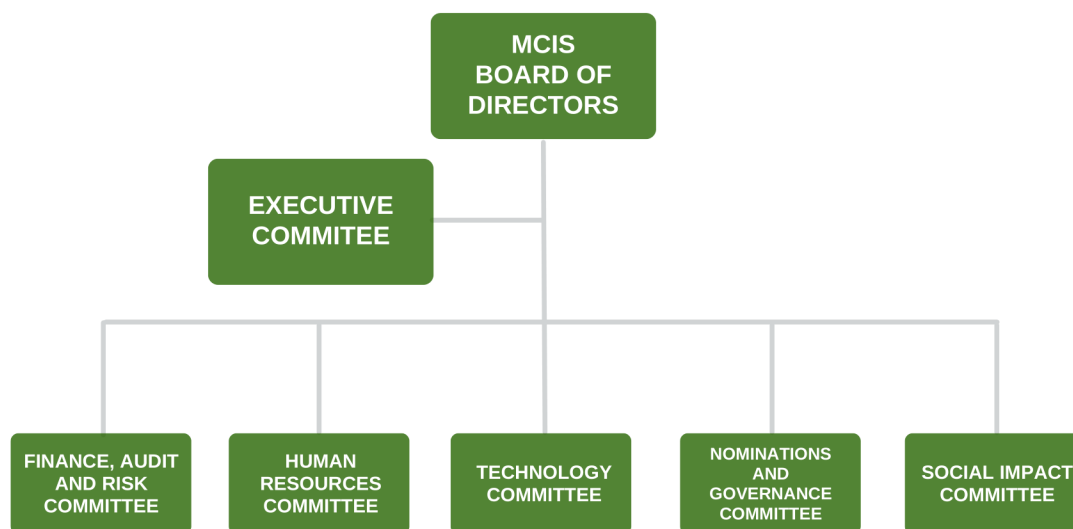 MCIS
BOARD OF
DIRECTORS
EXECUTIVE
COMMITEE
FINANCE, AUDIT
AND RISK
COMMITTEE
HUMAN
RESOURCES
COMMITTEE
TECHNOLOGY
COMMITTEE
NOMINATIONS
AND
GOVERNANCE
COMMITTEE
SOCIAL IMPACT
COMMITTEE